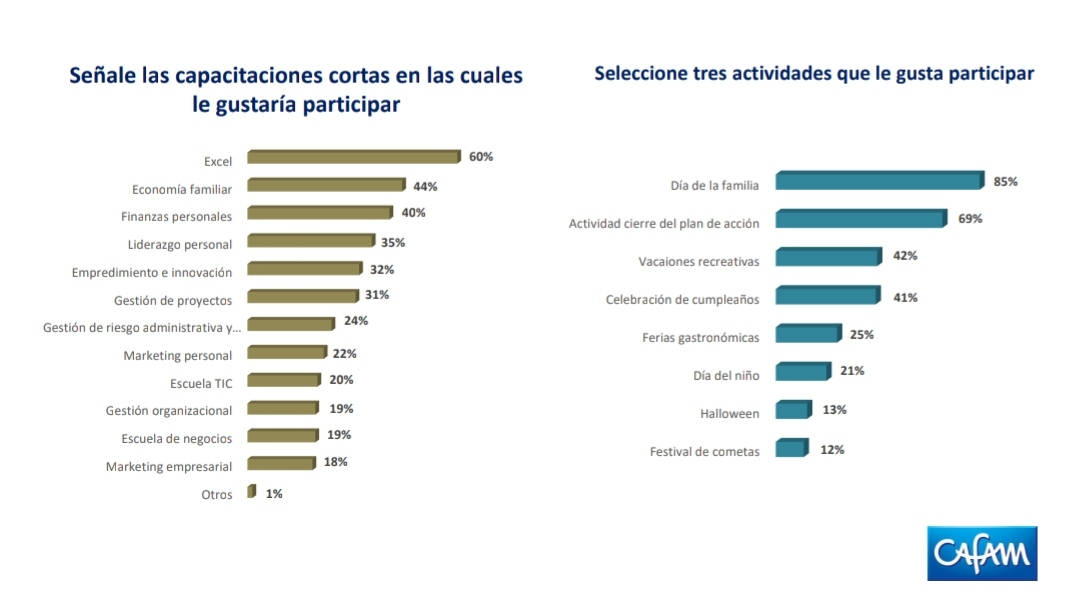 Señale las capacitaciones cortas en las cuales
le gustaría participar
Excel 60%
Economía familiar 44%
Finanzas personales 40%
Liderazgo personal 35%
Empredimiento e innovación 32%
Gestión de proyectos 31%
Gestión de riesgo administrativa y... 24%
Marketing personal 22%
Escuela TIC 20%
Gestión organizacional 19%
Escuela de negocios 19%
Marketing empresarial 18%
Otros 1%
Seleccione tres actividades que le gusta participar
Día de la familia 85%
Actividad cierre del plan de acción 69%
Vacaiones recreativas 42%
Celebración de cumpleaños 41%
Ferias gastronómicas 25%
Día del niño 21%
Halloween 13%
Festival de cometas 12%
CAFAM